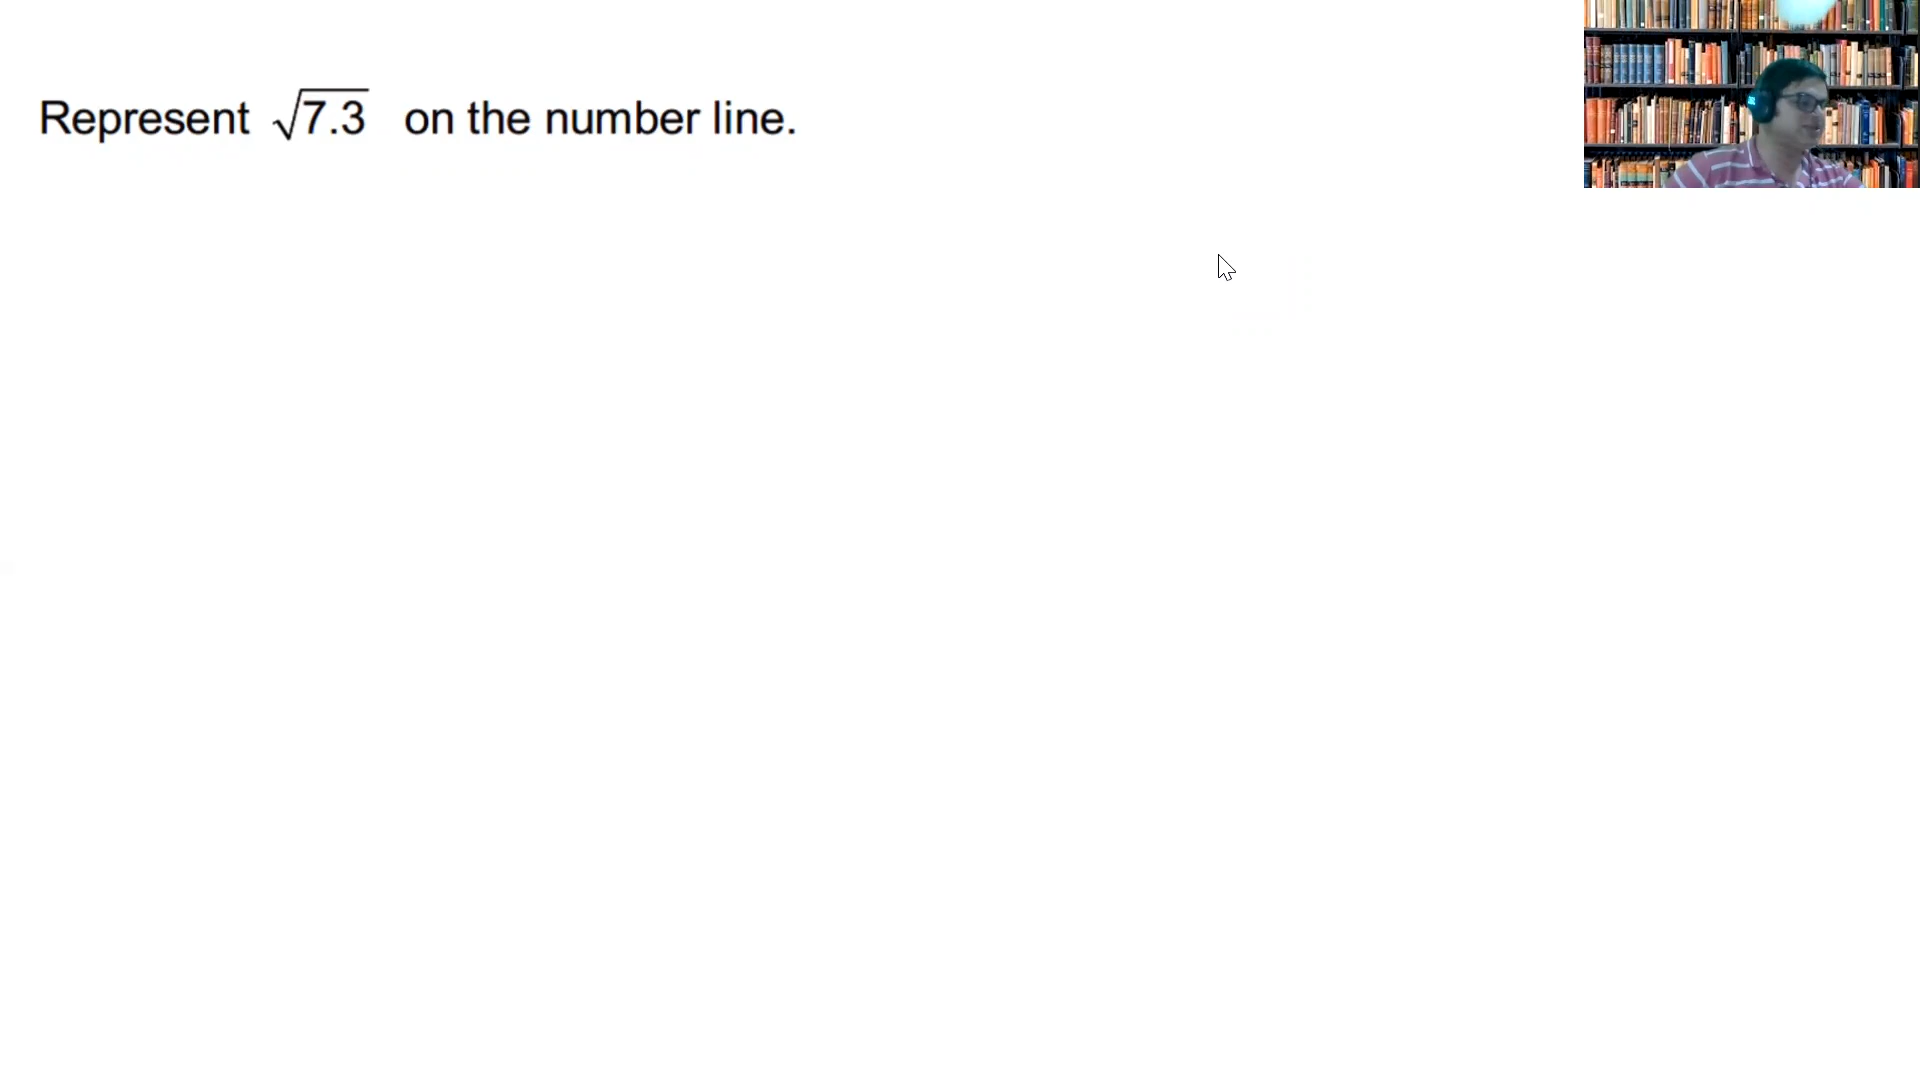 Represent √7.3 on the number line.